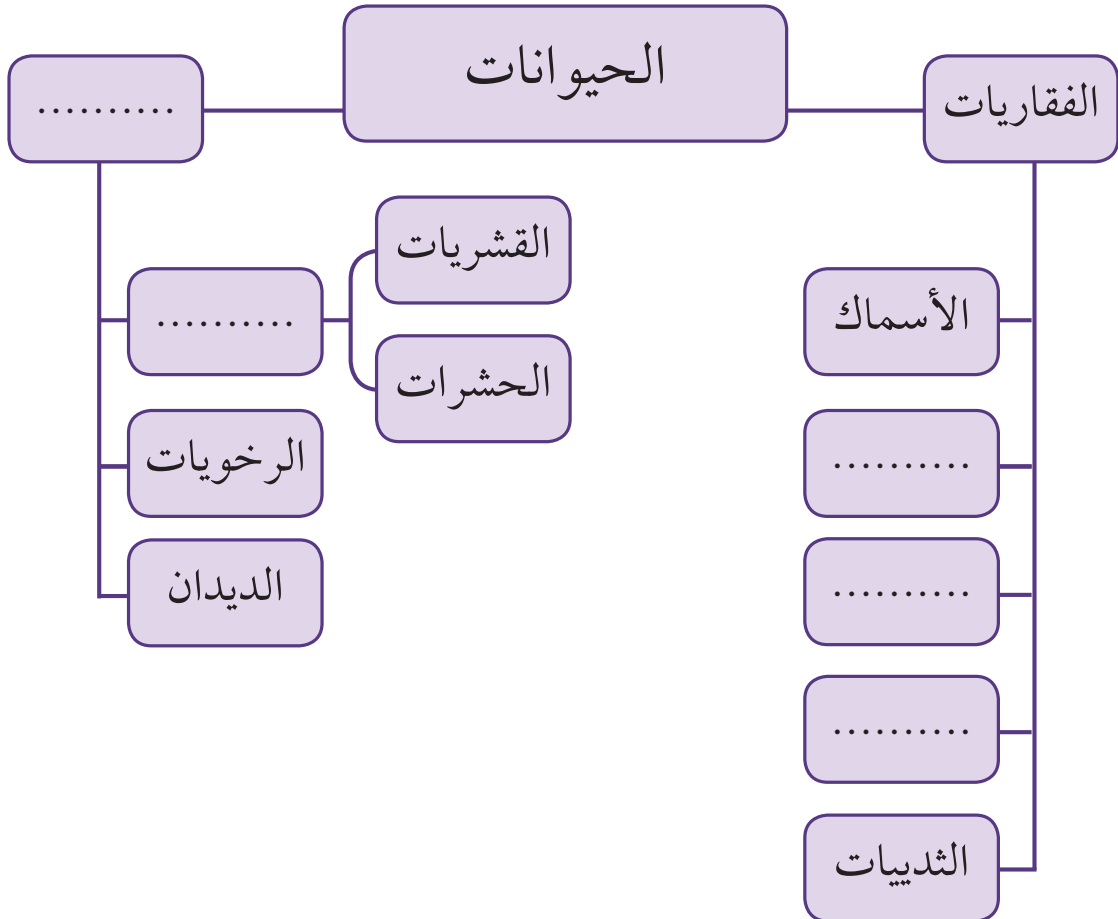 الحيوانات
الفقاريات
الأسماك
..........
..........
..........
الثدييات
..........
..........
القشريات
الحشرات
الرخويات
الديدان